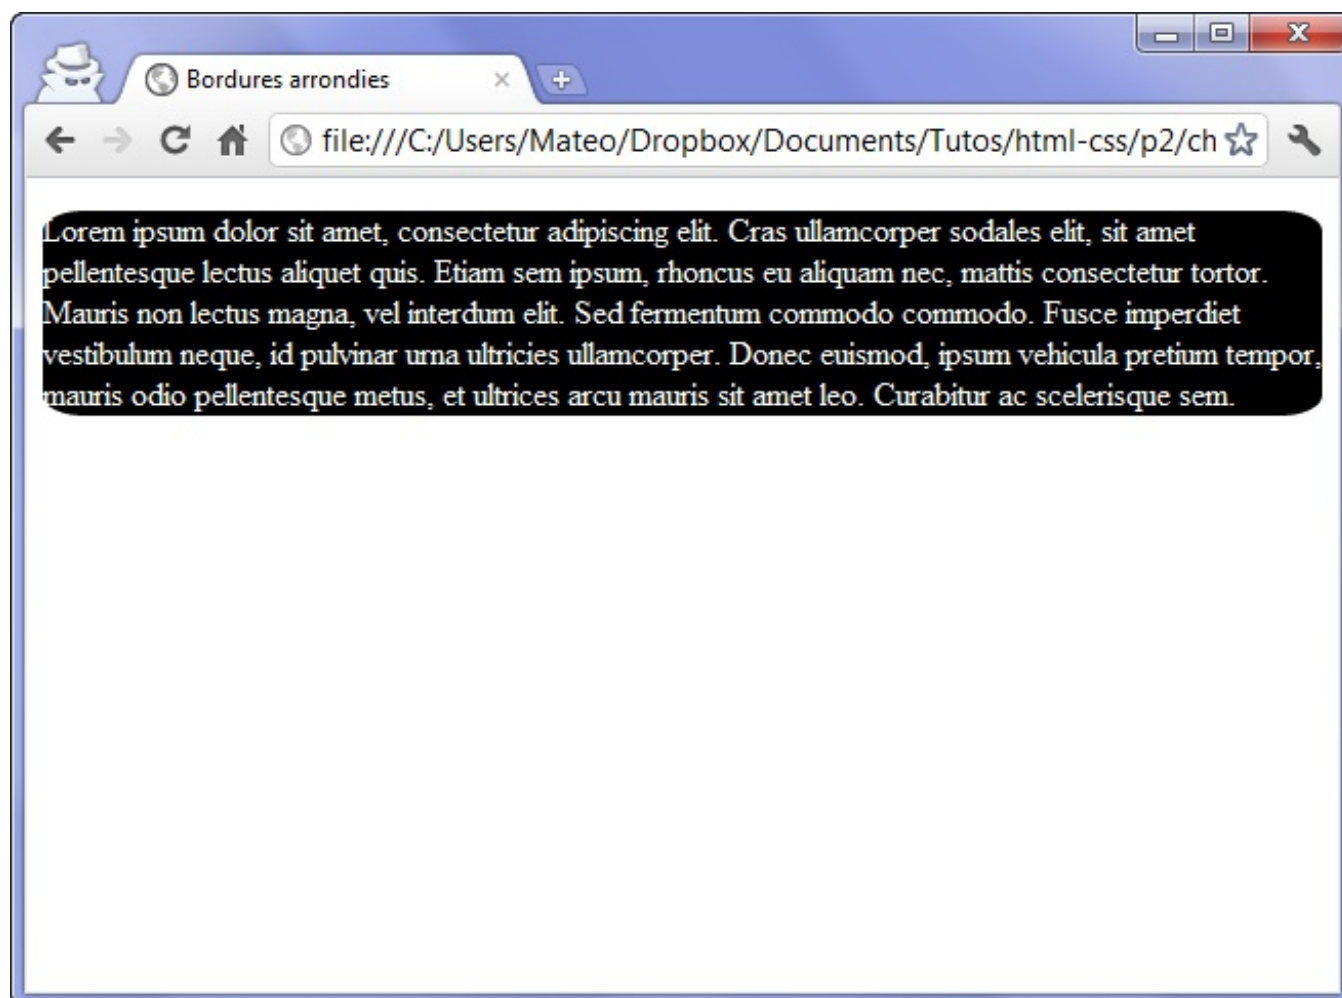 Bordures arrondies
file:///C:/Users/Mateo/Dropbox/Documents/Tutos/html-css/p2/ch
Lorem ipsum dolor sit amet, consectetur adipiscing elit. Cras ullamcorper sodales elit, sit amet
pellentesque lectus aliquet quis. Etiam sem ipsum, rhoncus eu aliquam nec, mattis consectetur tortor.
Mauris non lectus magna, vel interdum elit. Sed fermentum commodo commodo. Fusce imperdiet
vestibulum neque, id pulvinar urna ultricies ullamcorper. Donec euismod, ipsum vehicula pretium tempor,
mauris odio pellentesque metus, et ultrices arcu mauris sit amet leo. Curabitur ac scelerisque sem.